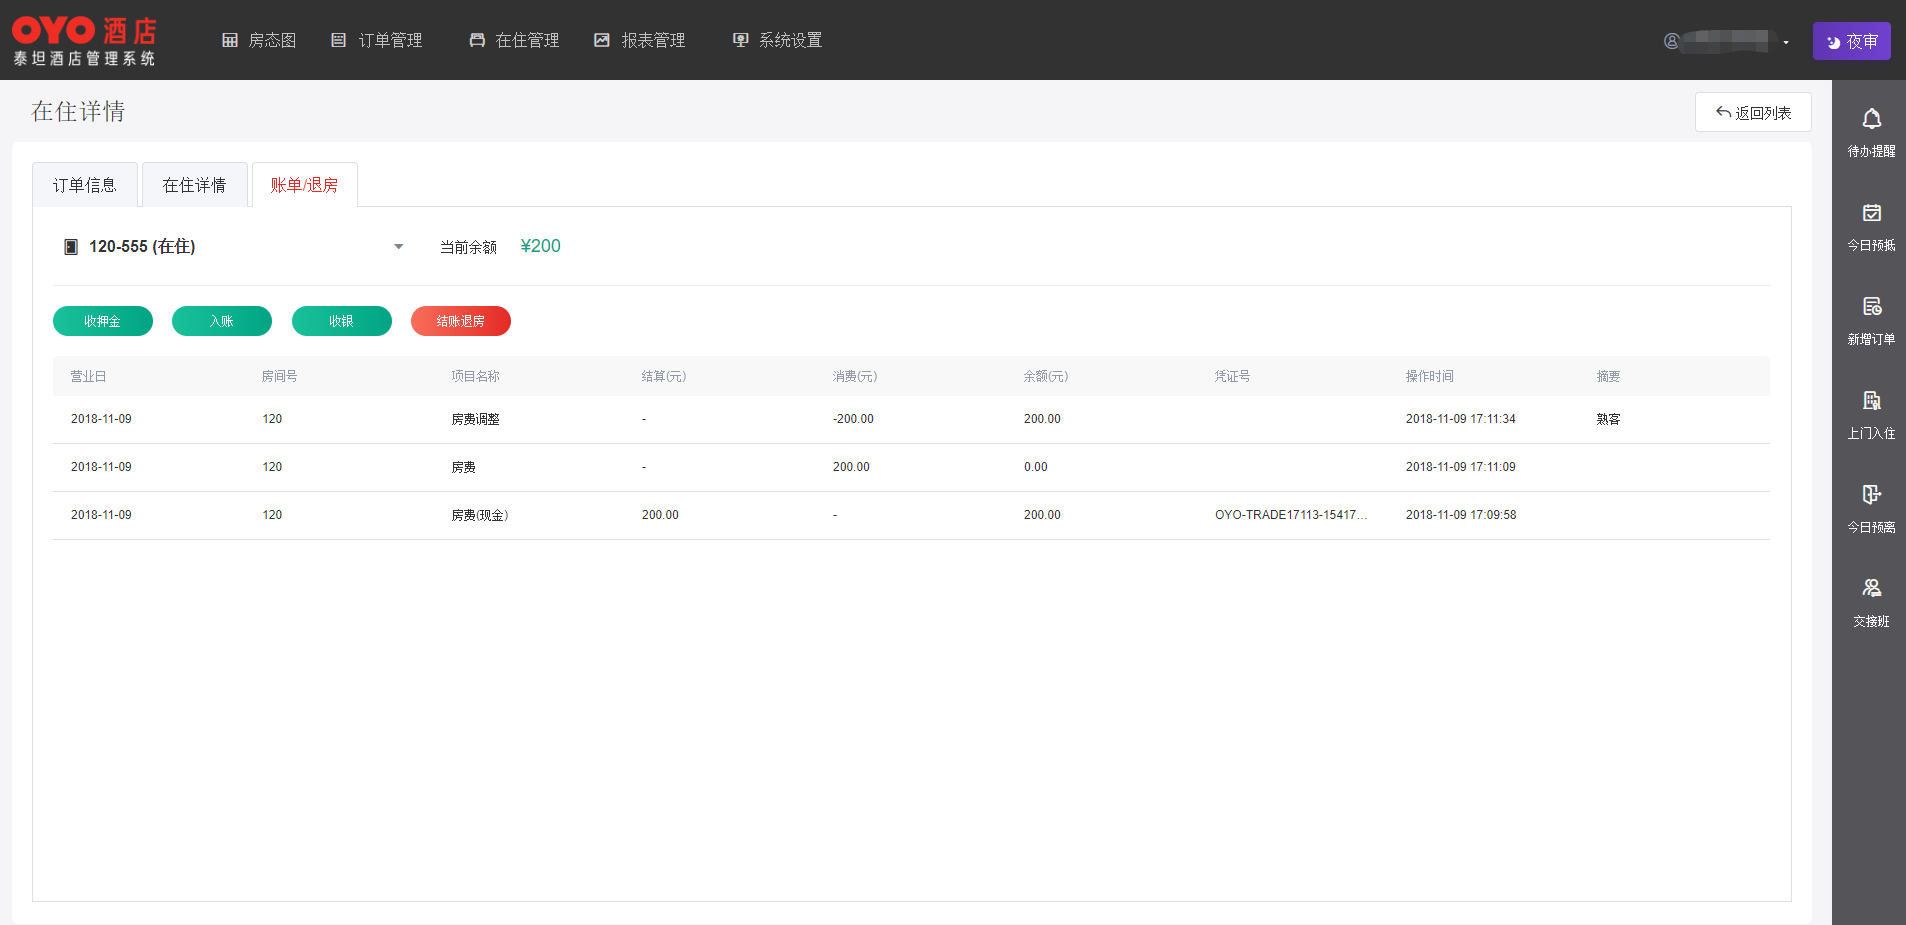 OYO 酒店
泰坦酒店管理系统
房态图 订单管理 在住管理 报表管理 系统设置 夜审
在住详情 返回列表
订单信息 在住详情 账单/退房
120-555 (在住) 当前余额 ¥200
收押金 入账 收银 结账退房
营业日 房间号 项目名称 结算(元) 消费(元) 余额(元) 凭证号 操作时间 摘要
2018-11-09 120 房费调整 - -200.00 200.00 2018-11-09 17:11:34 熟客
2018-11-09 120 房费 - 200.00 0.00 2018-11-09 17:11:09
2018-11-09 120 房费(现金) 200.00 - 200.00 OYO-TRADE17113-15417... 2018-11-09 17:09:58
待办提醒
今日预抵
新增订单
上门入住
今日预离
交接班